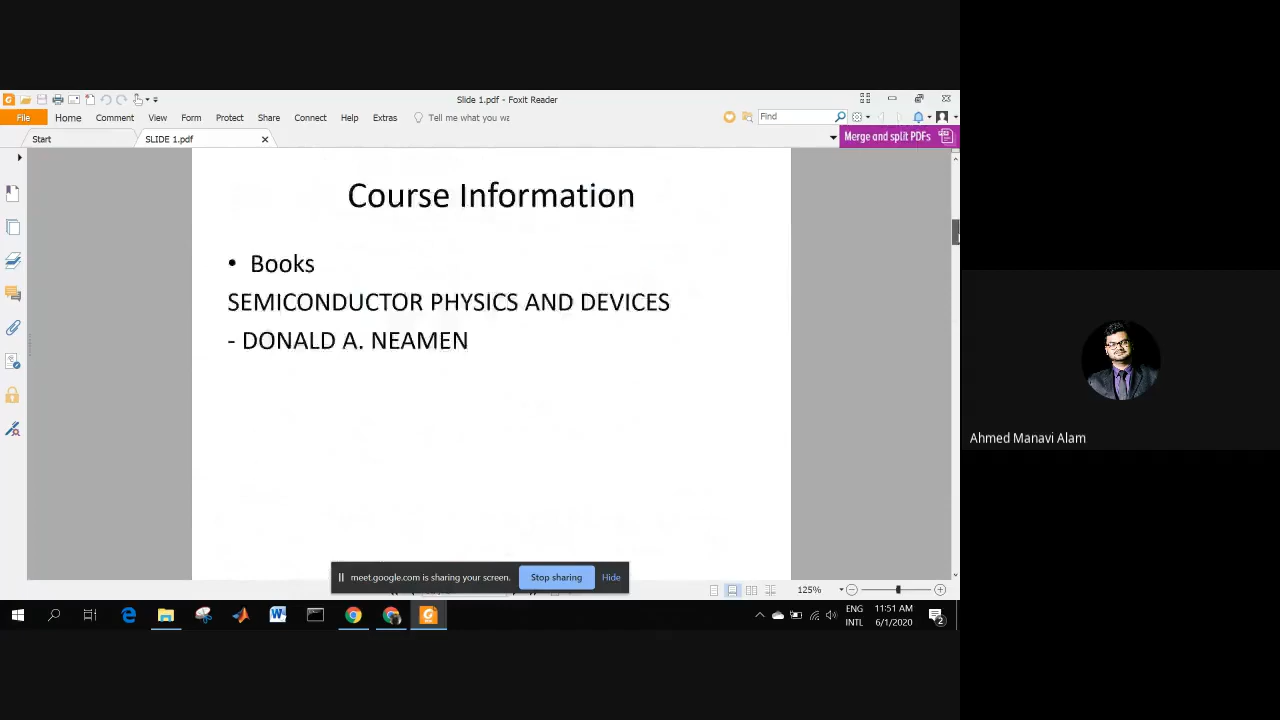 Slide 1.pdf - Foxit Reader
File Home Comment View Form Protect Share Connect Help Extras Tell me what you wa Find
Start SLIDE 1.pdf Merge and split PDFs
Course Information
• Books
SEMICONDUCTOR PHYSICS AND DEVICES
- DONALD A. NEAMEN
Ahmed Manavi Alam
meet.google.com is sharing your screen. Stop sharing Hide
125%
ENG 11:51 AM
INTL 6/1/2020 2